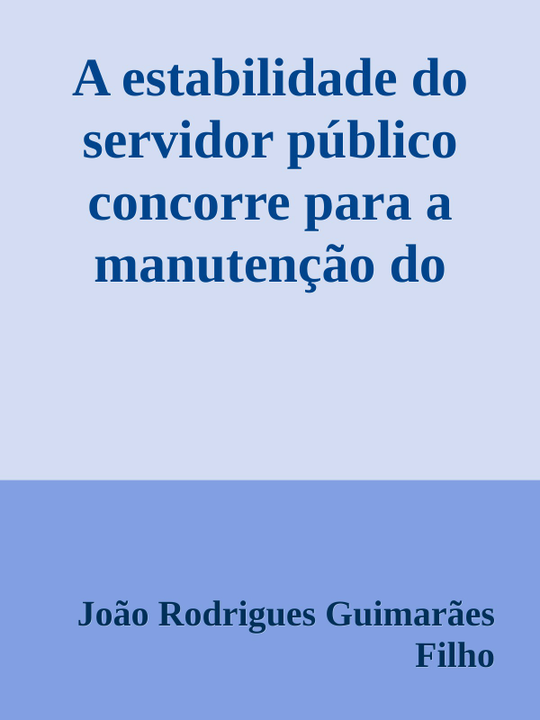 A estabilidade do
servidor público
concorre para a
manutenção do
João Rodrigues Guimarães
Filho